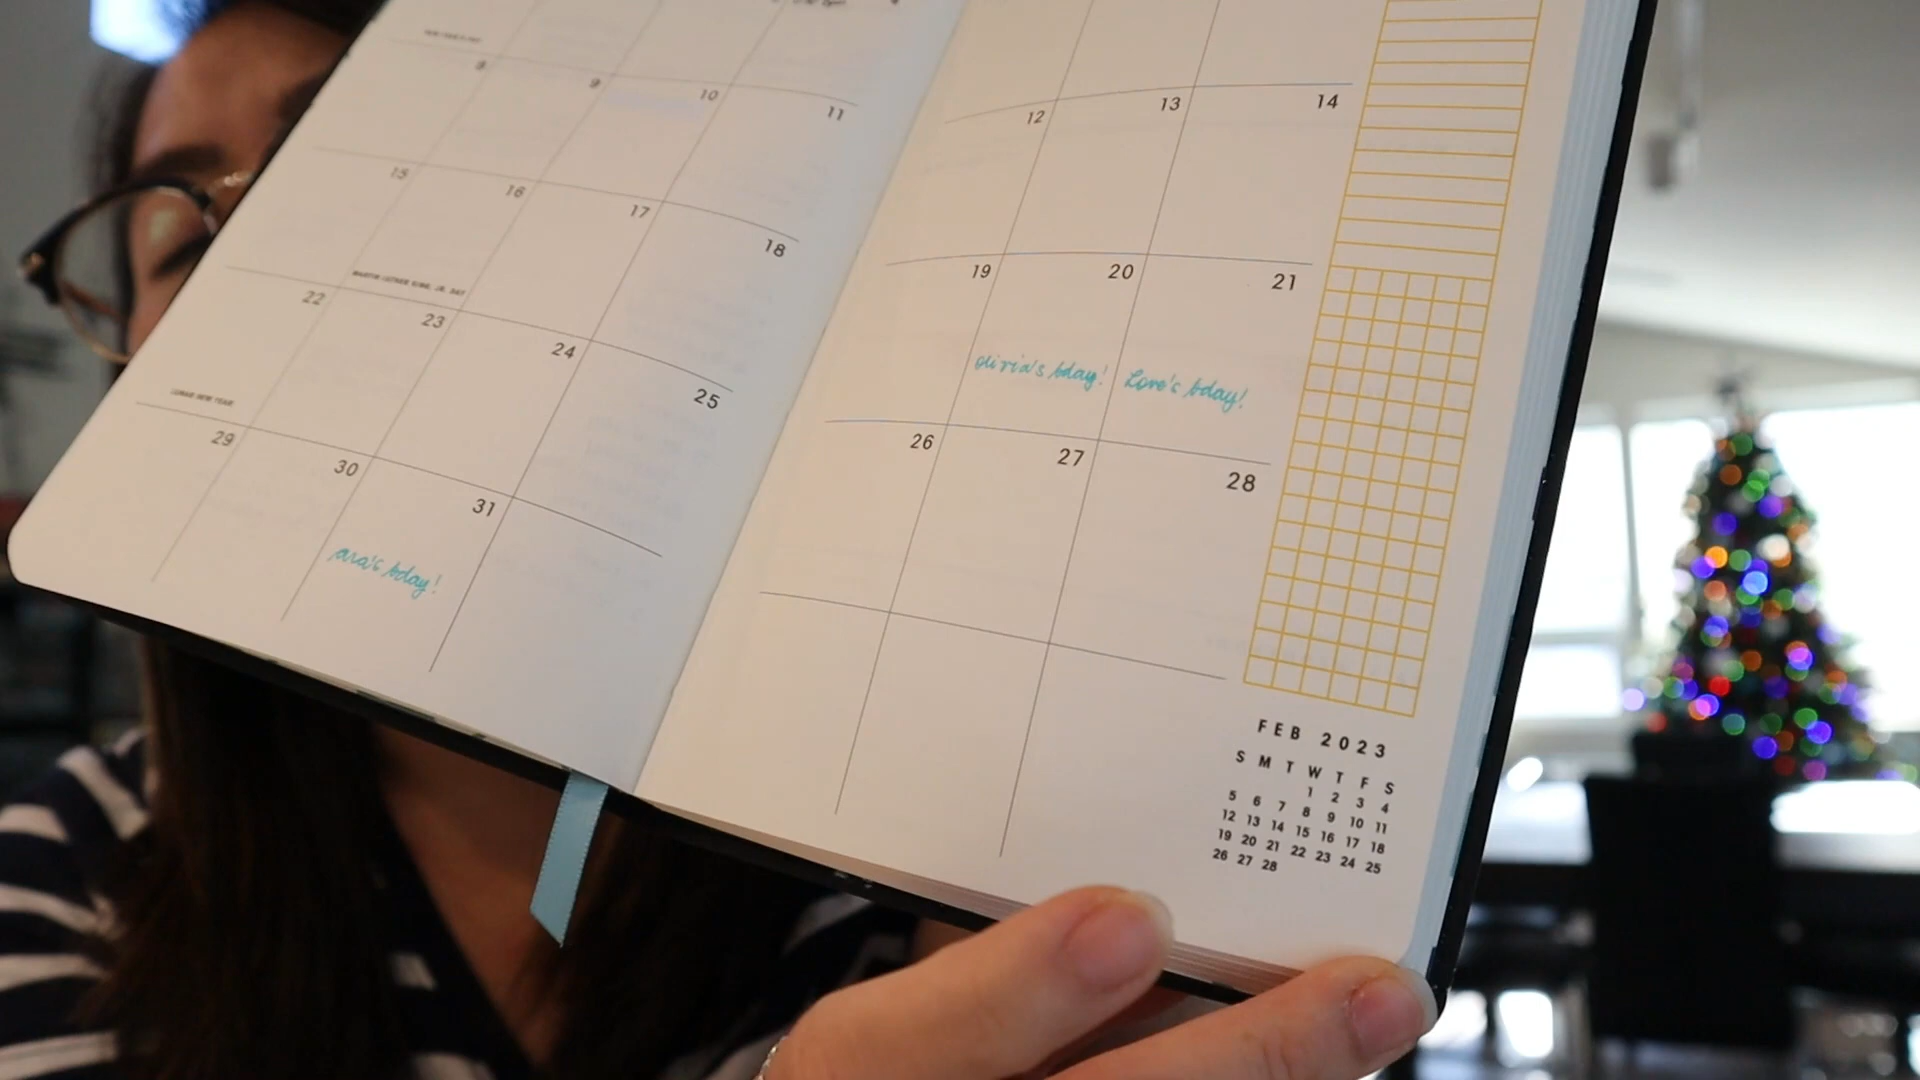 8 9 10 11 12 13 14
15 16 17 18 19 20 21
olivia's bday! Love's bday!
MARTIN LUTHER KING, JR. DAY
22 23 24 25 26 27 28
LUNAR NEW YEAR
29 30 31
ara's bday!
FEB 2023
S M T W T F S
1 2 3 4
5 6 7 8 9 10 11
12 13 14 15 16 17 18
19 20 21 22 23 24 25
26 27 28